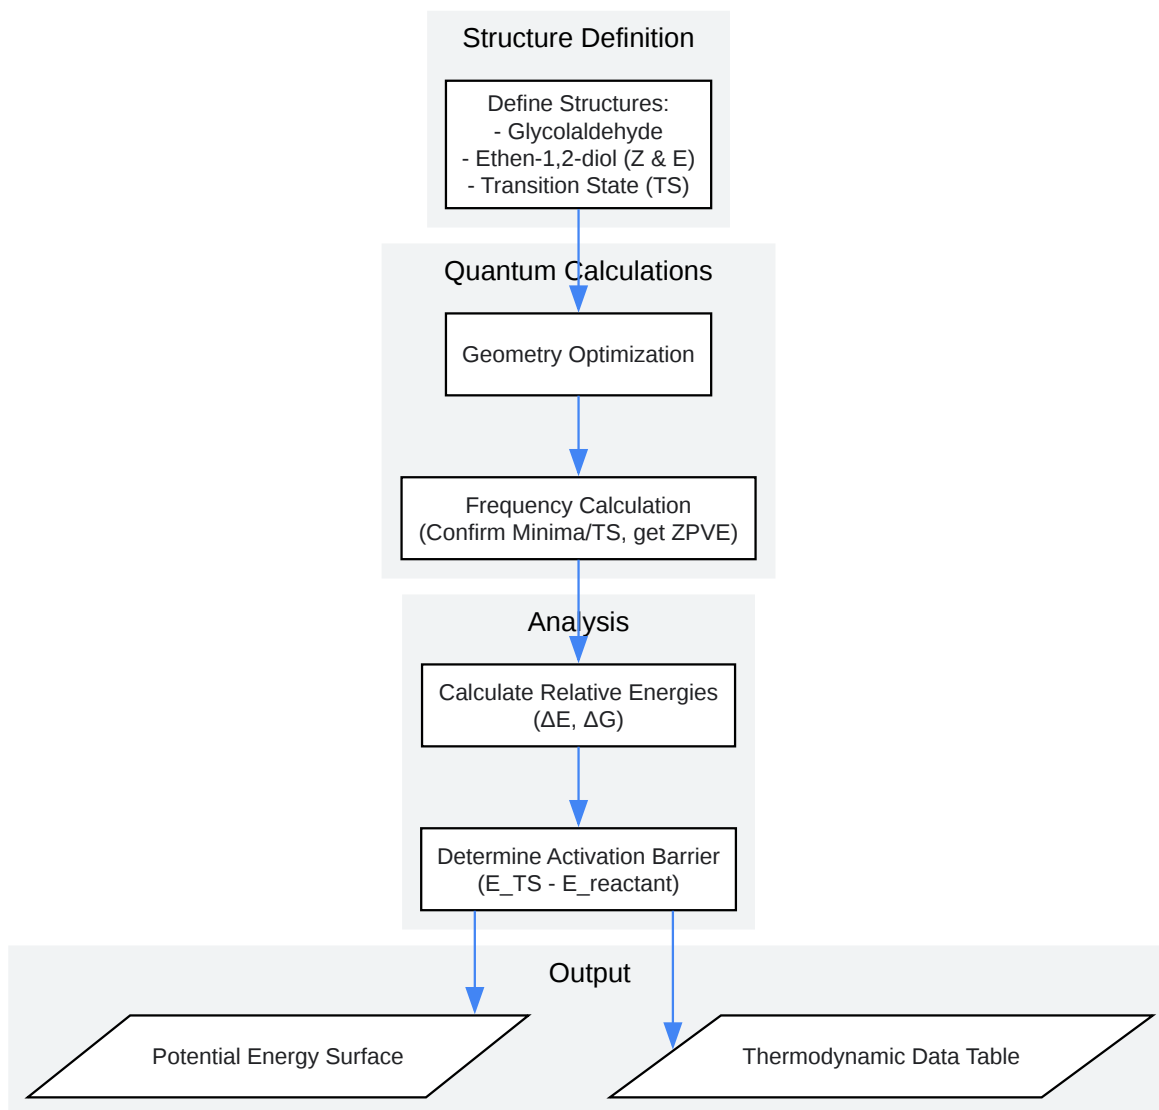 Structure Definition
Define Structures:
- Glycolaldehyde
- Ethen-1,2-diol (Z & E)
- Transition State (TS)
Quantum Calculations
Geometry Optimization
Frequency Calculation
(Confirm Minima/TS, get ZPVE)
Analysis
Calculate Relative Energies
(ΔE, ΔG)
Determine Activation Barrier
(E_TS - E_reactant)
Output
Potential Energy Surface
Thermodynamic Data Table